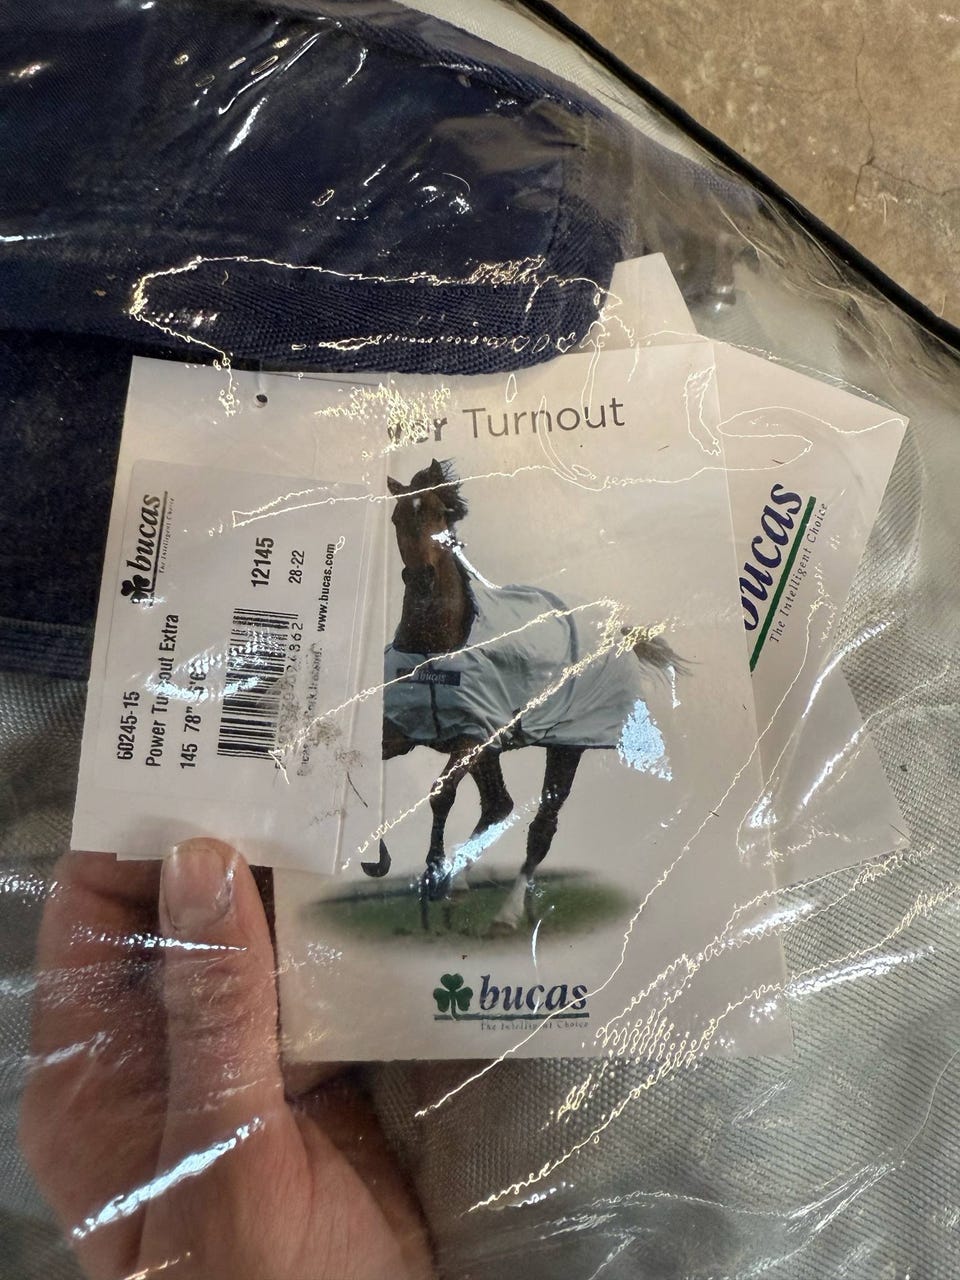 Turnout
bucas
The Intelligent Choice
60245-15
Power Turnout Extra
145 78"
12145
28-22
www.bucas.com
bucas
bucas
The Intelligent Choice
bucas
The Intelligent Choice